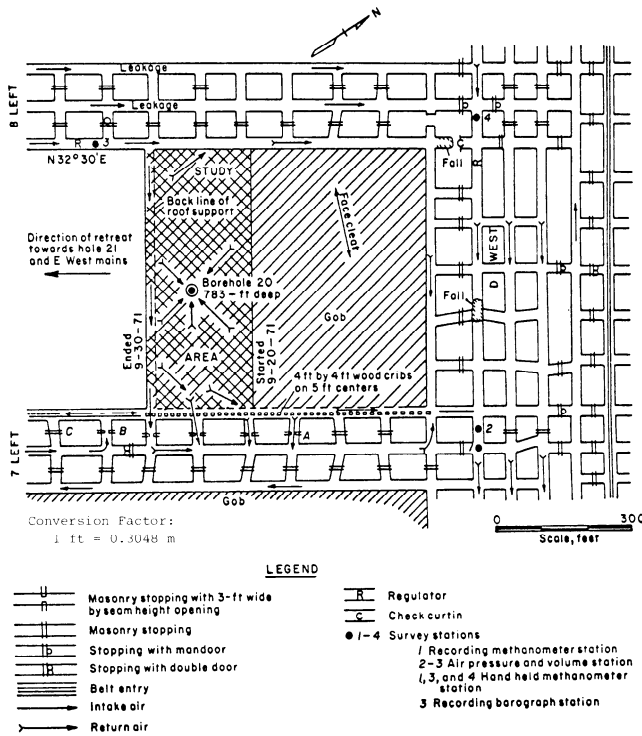 N
8 LEFT
Leakage
Leakage
R
3
4
C
N32°30'E
STUDY
Fall
R
Back line of
roof support
Face clear
Direction of retreat
towards hole 21
and E West mains
Borehole 20
783-ft deep
D WEST
Fall
Gob
Ended
9-30-71
AREA
Started
9-20-71
4 ft by 4 ft wood cribs
on 5 ft centers
7 LEFT
C
B
A
2
1
Gob
Conversion Factor:
1 ft = 0.3048 m
0 300
Scale, feet
LEGEND
Masonry stopping with 3-ft wide
by seam height opening
Masonry stopping
Stopping with mandoor
Stopping with double door
Belt entry
Intake air
Return air
R Regulator
C Check curtin
1-4 Survey stations
1 Recording methanometer station
2-3 Air pressure and volume station
1, 3, and 4 Hand held methanometer
station
3 Recording barograph station